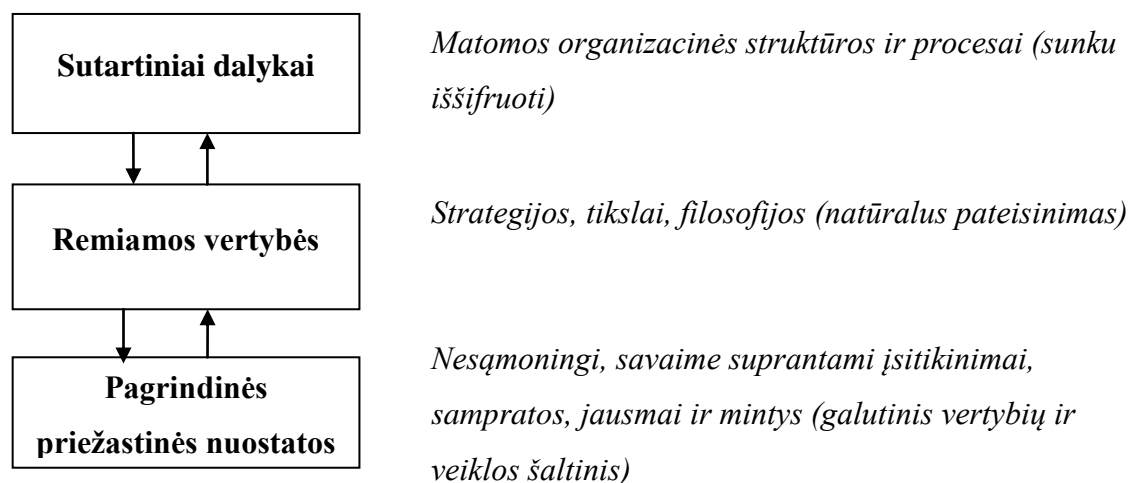 Sutartiniai dalykai
Matomos organizacinės struktūros ir procesai (sunku
iššifruoti)
Remiamos vertybės
Strategijos, tikslai, filosofijos (natūralus pateisinimas)
Pagrindinės
priežastinės nuostatos
Nesąmoningi, savaime suprantami įsitikinimai,
sampratos, jausmai ir mintys (galutinis vertybių ir
veiklos šaltinis)